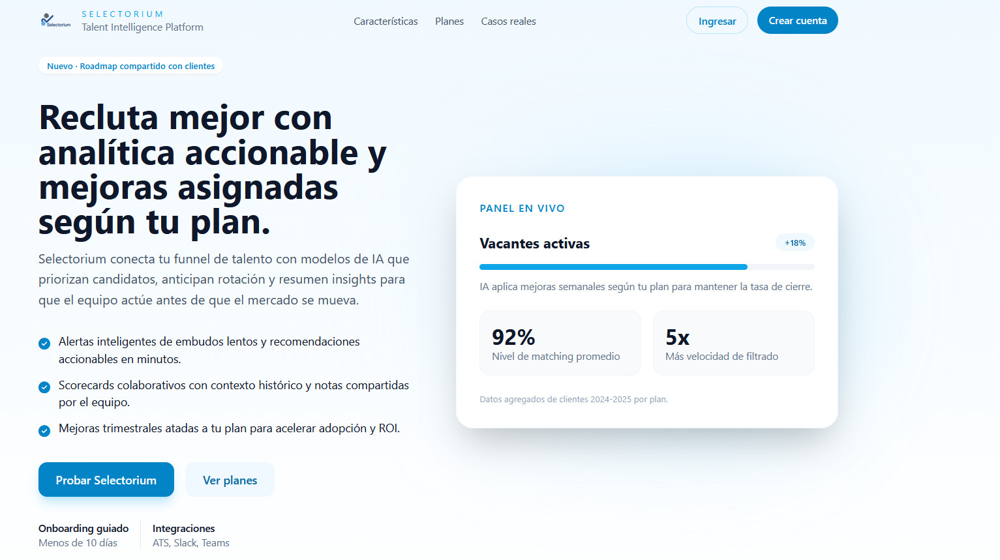 Selectorium
SELECTORIUM
Talent Intelligence Platform
Características
Planes
Casos reales
Ingresar
Crear cuenta
Nuevo · Roadmap compartido con clientes
Recluta mejor con
analítica accionable y
mejoras asignadas
según tu plan.
Selectorium conecta tu funnel de talento con modelos de IA que
priorizan candidatos, anticipan rotación y resumen insights para
que el equipo actúe antes de que el mercado se mueva.
Alertas inteligentes de embudos lentos y recomendaciones
accionables en minutos.
Scorecards colaborativos con contexto histórico y notas compartidas
por el equipo.
Mejoras trimestrales atadas a tu plan para acelerar adopción y ROI.
Probar Selectorium
Ver planes
Onboarding guiado
Menos de 10 días
Integraciones
ATS, Slack, Teams
PANEL EN VIVO
Vacantes activas
+18%
IA aplica mejoras semanales según tu plan para mantener la tasa de cierre.
92%
Nivel de matching promedio
5x
Más velocidad de filtrado
Datos agregados de clientes 2024-2025 por plan.